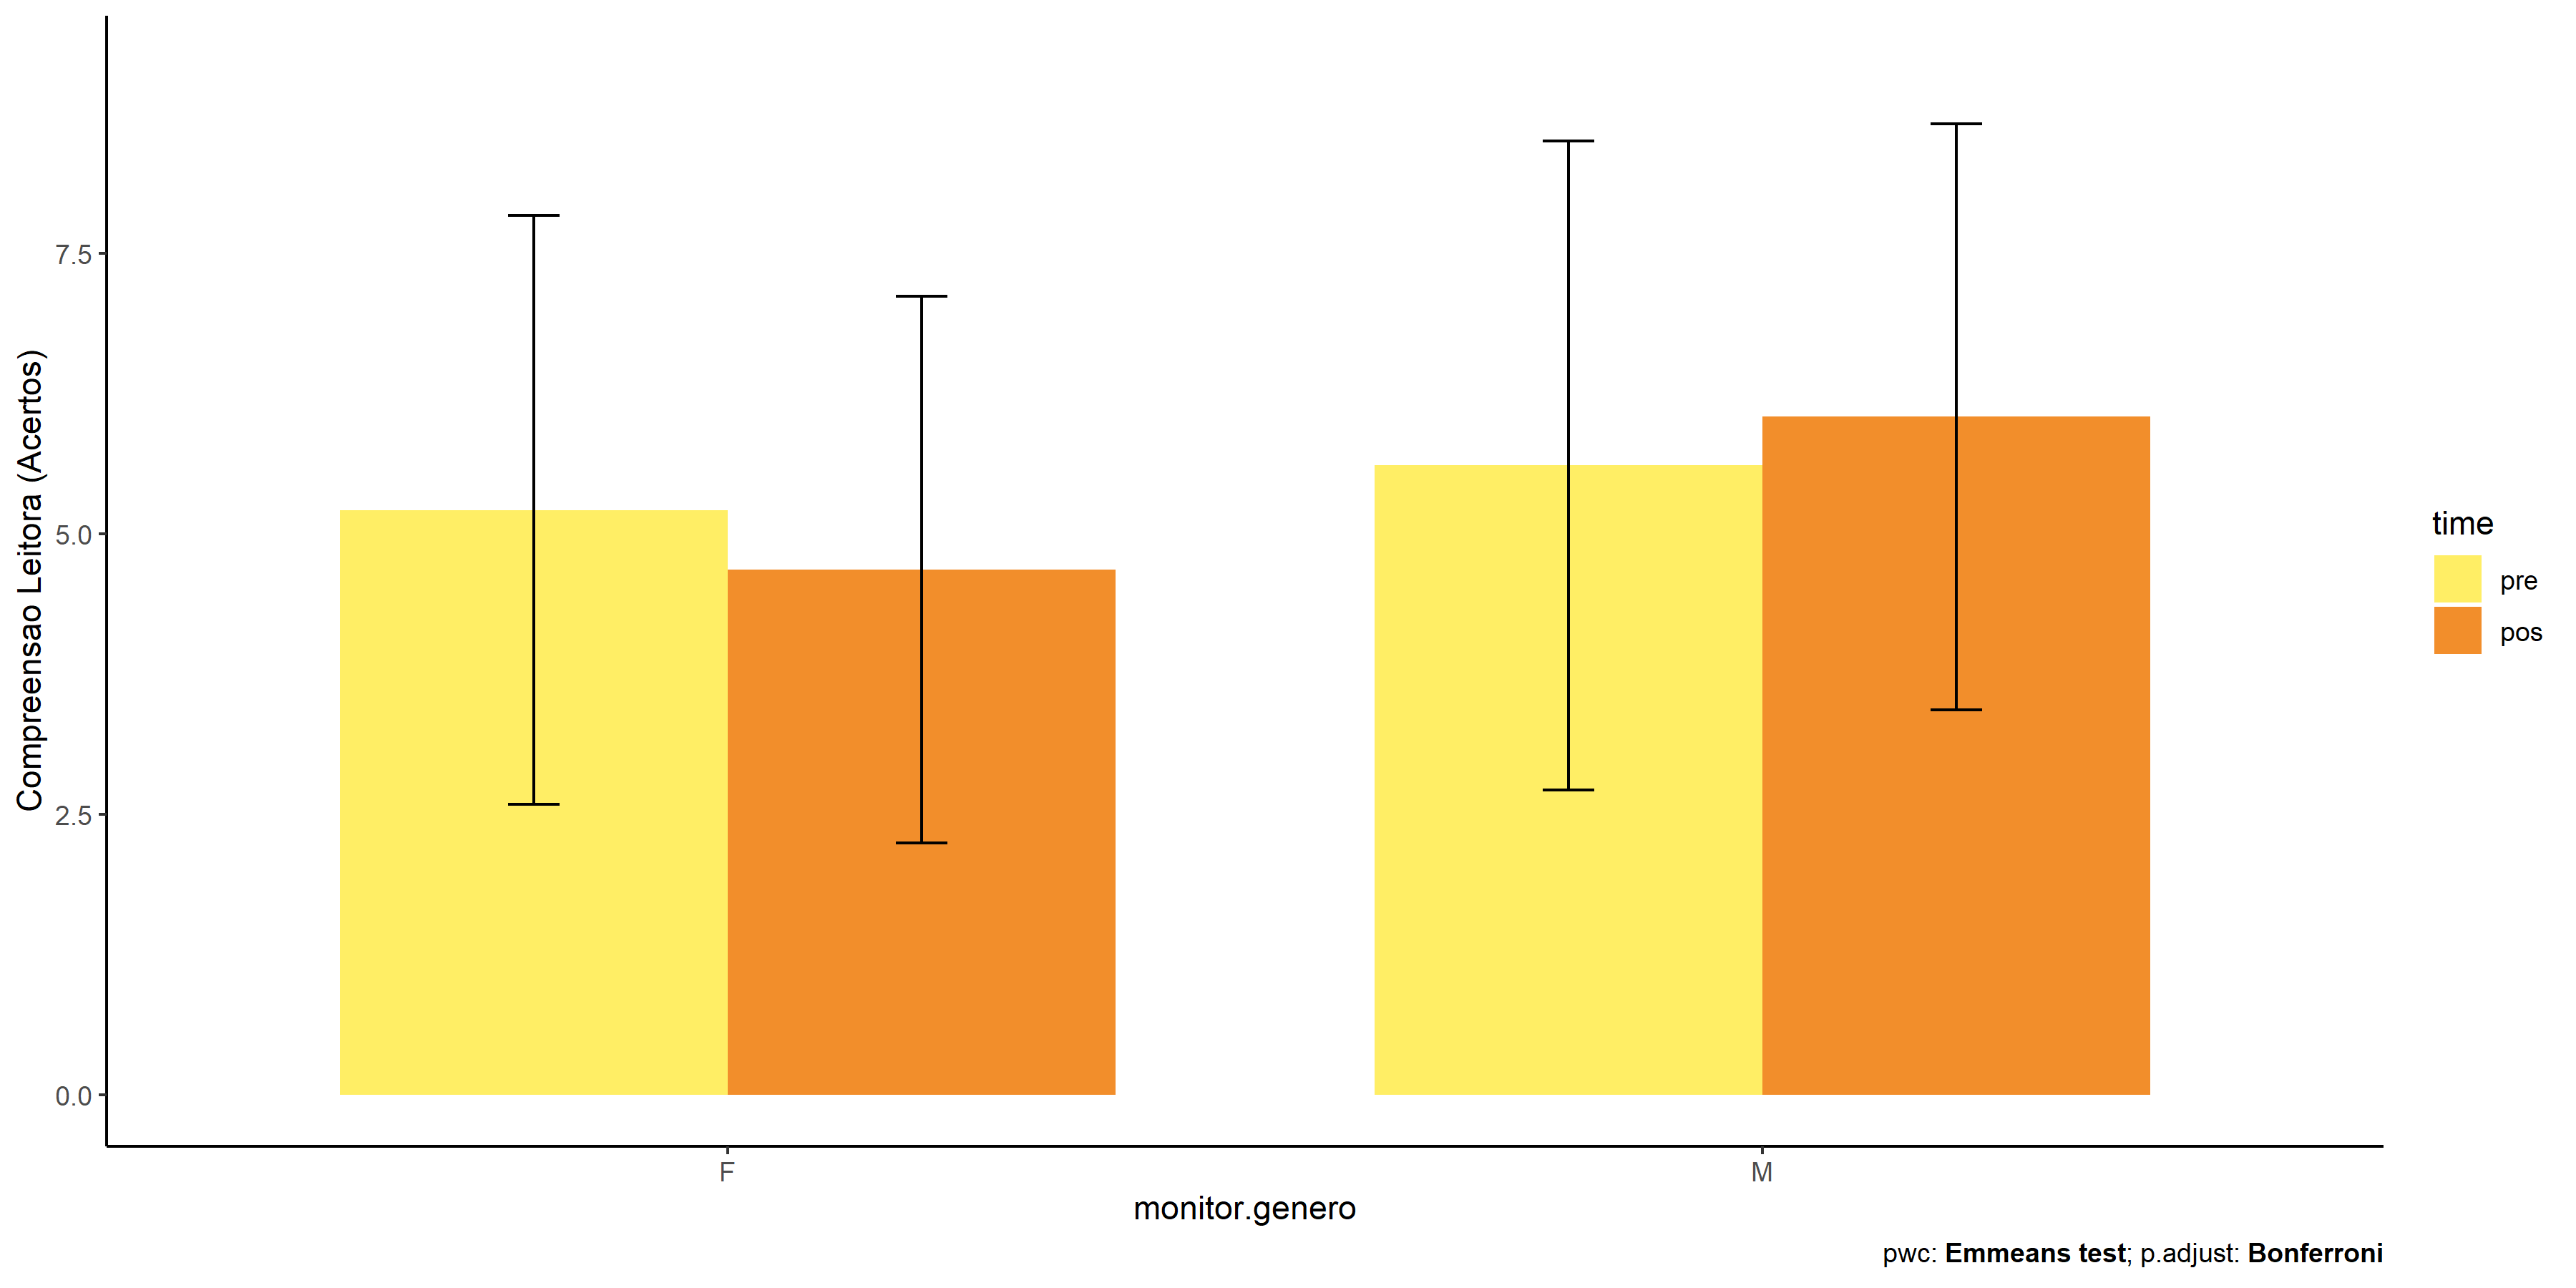 Compreensao Leitora (Acertos)
7.5
5.0
2.5
0.0
F
M
monitor.genero
time
pre
pos
pwc: Emmeans test; p.adjust: Bonferroni